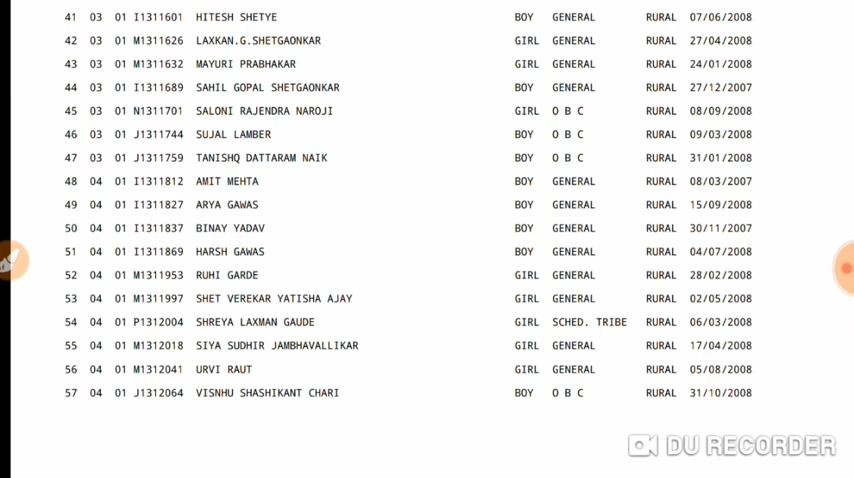 41 03 01 I1311601 HITESH SHETYE BOY GENERAL RURAL 07/06/2008
42 03 01 M1311626 LAXKAN.G.SHETGAONKAR GIRL GENERAL RURAL 27/04/2008
43 03 01 M1311632 MAYURI PRABHAKAR GIRL GENERAL RURAL 24/01/2008
44 03 01 I1311689 SAHIL GOPAL SHETGAONKAR BOY GENERAL RURAL 27/12/2007
45 03 01 N1311701 SALONI RAJENDRA NAROJI GIRL O B C RURAL 08/09/2008
46 03 01 J1311744 SUJAL LAMBER BOY O B C RURAL 09/03/2008
47 03 01 J1311759 TANISHQ DATTARAM NAIK BOY O B C RURAL 31/01/2008
48 04 01 I1311812 AMIT MEHTA BOY GENERAL RURAL 08/03/2007
49 04 01 I1311827 ARYA GAWAS BOY GENERAL RURAL 15/09/2008
50 04 01 I1311837 BINAY YADAV BOY GENERAL RURAL 30/11/2007
51 04 01 I1311869 HARSH GAWAS BOY GENERAL RURAL 04/07/2008
52 04 01 M1311953 RUHI GARDE GIRL GENERAL RURAL 28/02/2008
53 04 01 M1311997 SHET VEREKAR YATISHA AJAY GIRL GENERAL RURAL 02/05/2008
54 04 01 P1312004 SHREYA LAXMAN GAUDE GIRL SCHED. TRIBE RURAL 06/03/2008
55 04 01 M1312018 SIYA SUDHIR JAMBHAVALLIKAR GIRL GENERAL RURAL 17/04/2008
56 04 01 M1312041 URVI RAUT GIRL GENERAL RURAL 05/08/2008
57 04 01 J1312064 VISNHU SHASHIKANT CHARI BOY O B C RURAL 31/10/2008
DU RECORDER